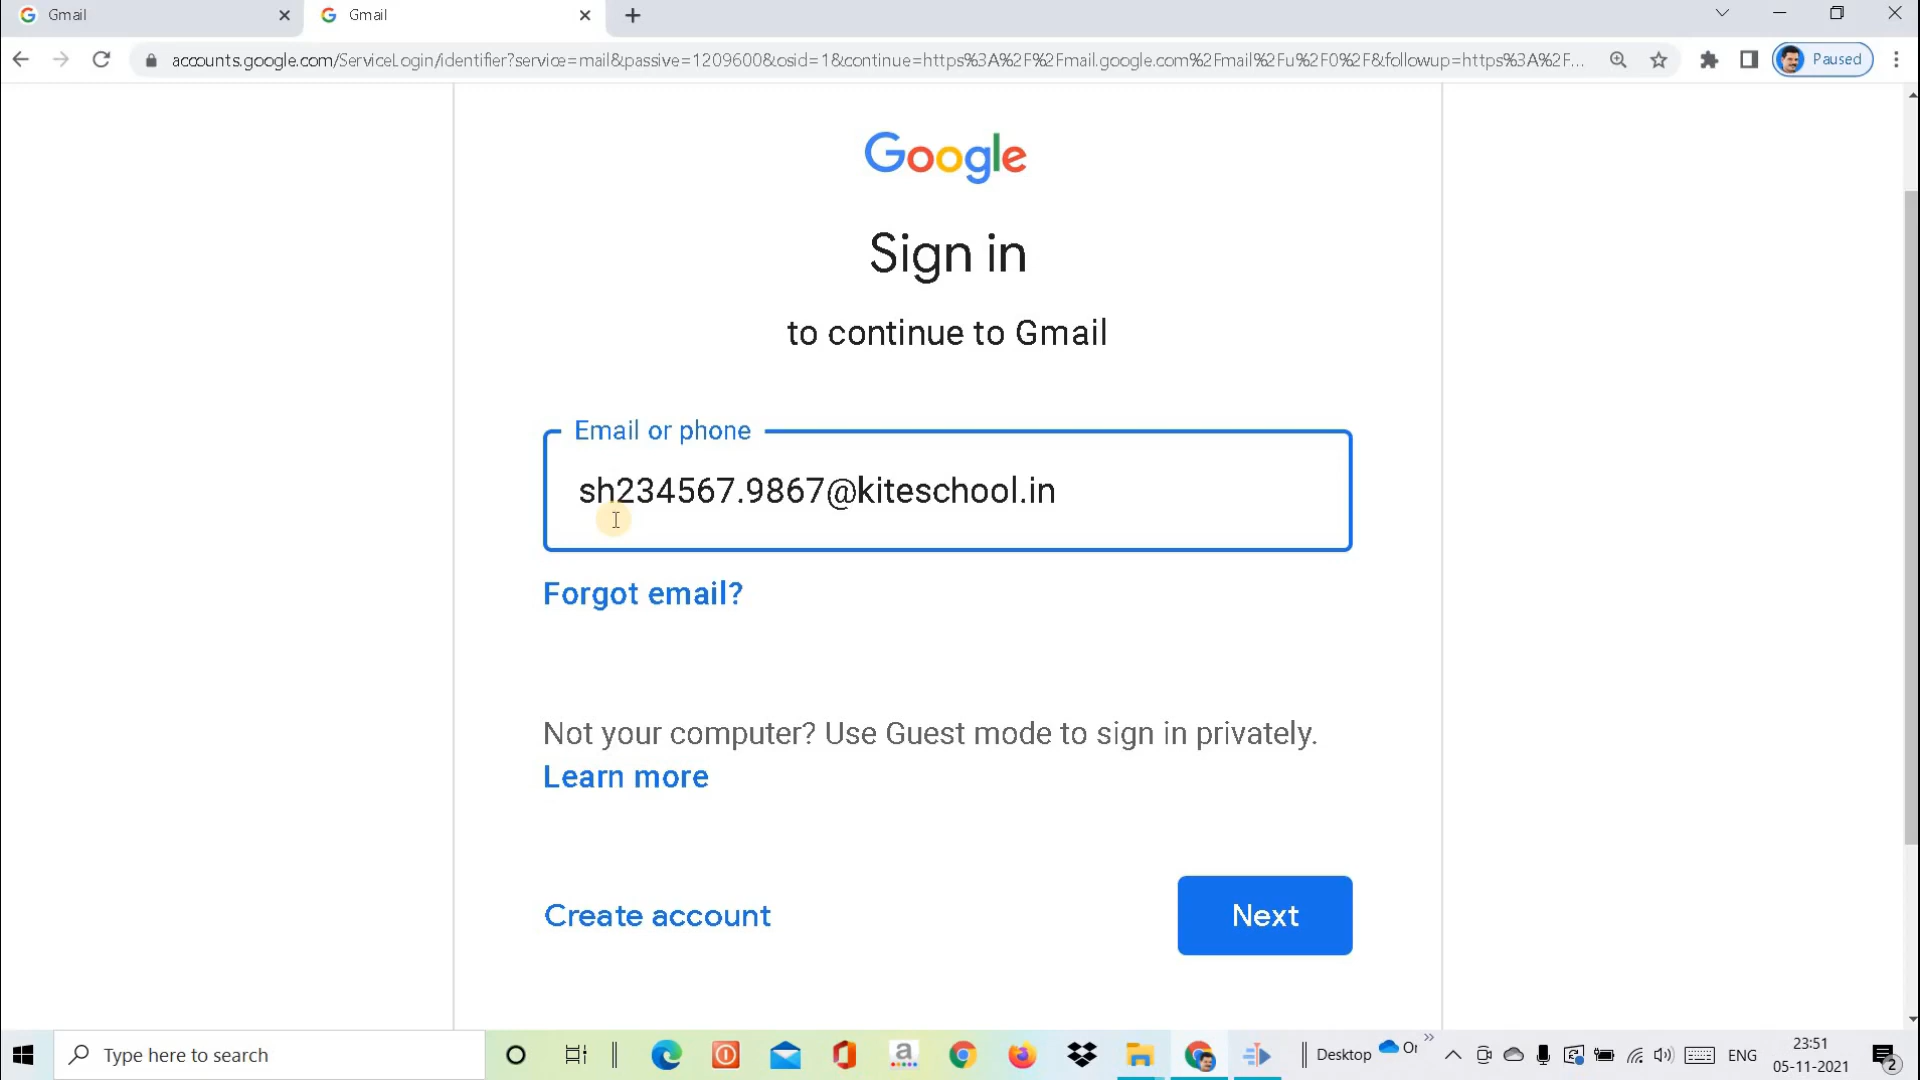 Gmail
Gmail
accounts.google.com/ServiceLogin/identifier?service=mail&passive=1209600&osid=1&continue=https%3A%2F%2Fmail.google.com%2Fmail%2Fu%2F0%2F&followup=https%3A%2F...
Paused
Google
Sign in
to continue to Gmail
Email or phone
sh234567.9867@kiteschool.in
Forgot email?
Not your computer? Use Guest mode to sign in privately.
Learn more
Create account
Next
Type here to search
Desktop
Or
ENG
23:51
05-11-2021
2